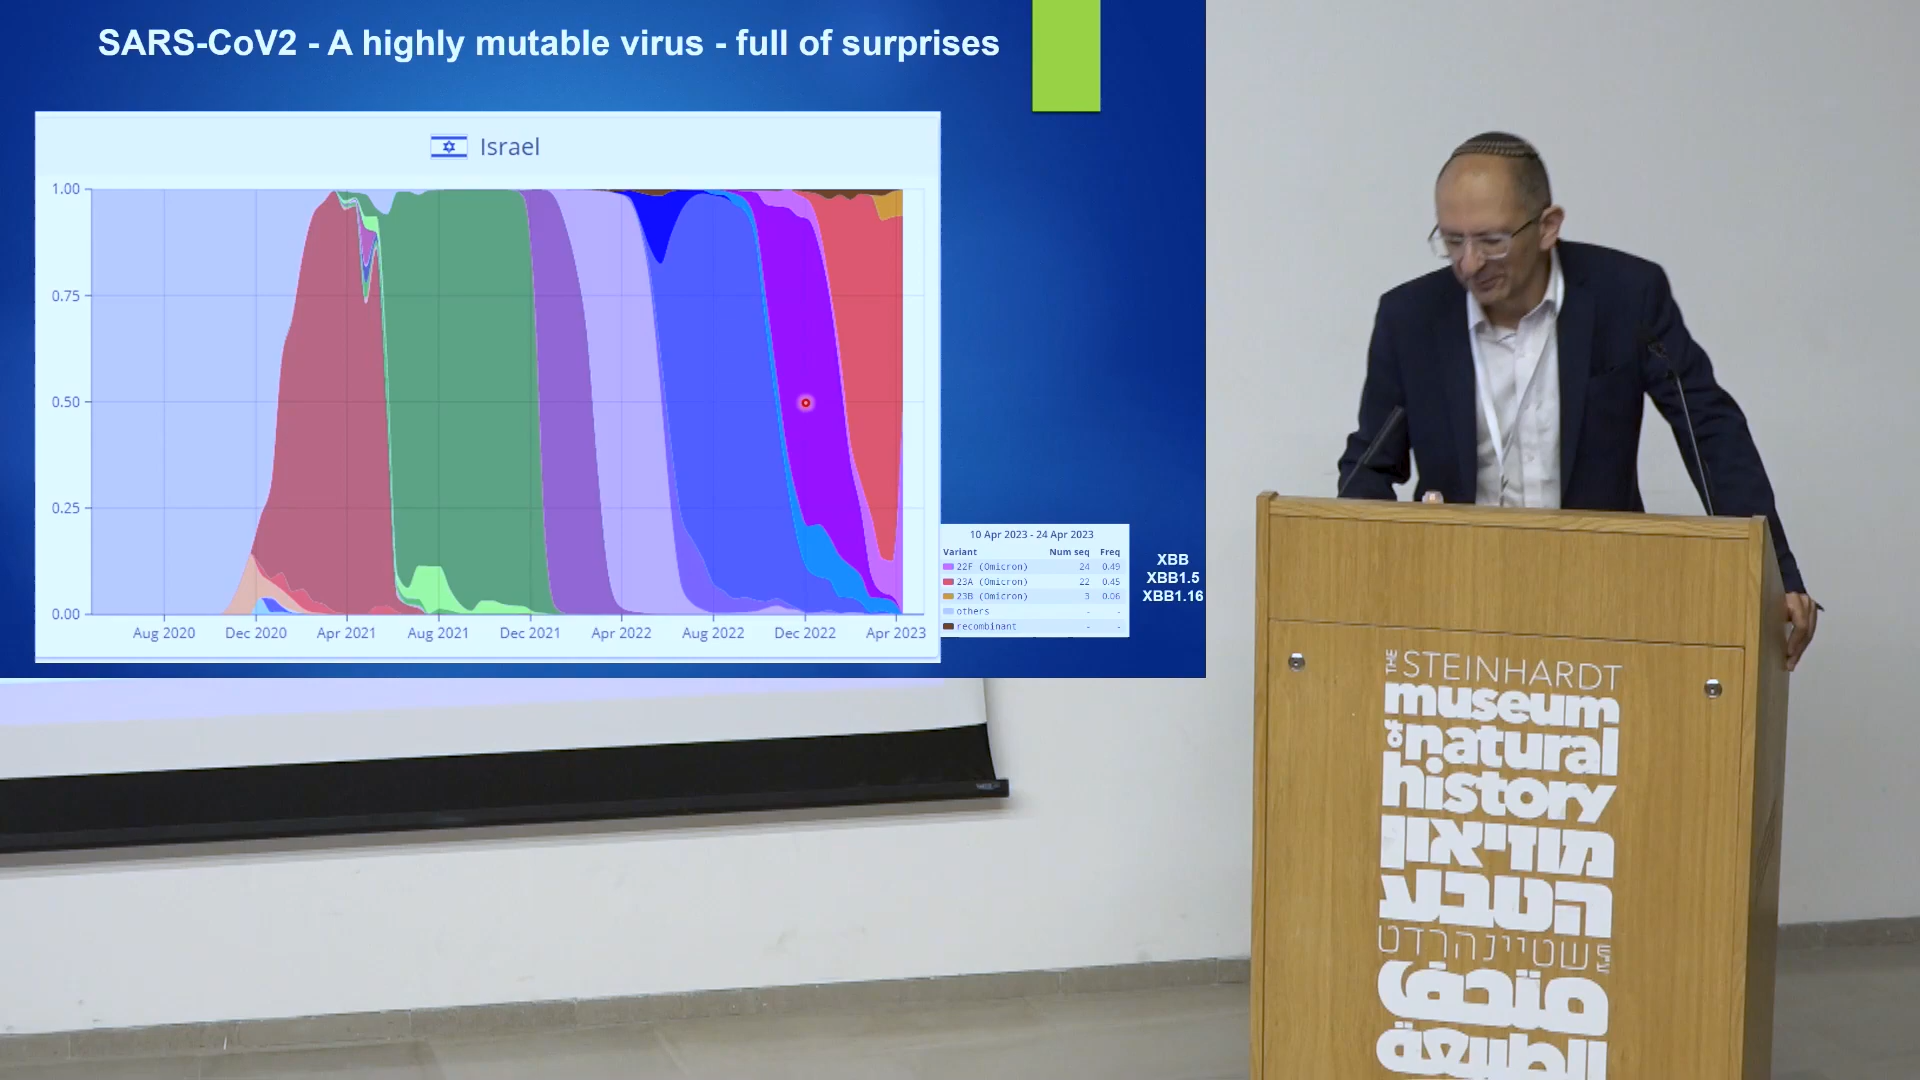 SARS-CoV2 - A highly mutable virus - full of surprises
Israel
1.00
0.75
0.50
0.25
0.00
Aug 2020 Dec 2020 Apr 2021 Aug 2021 Dec 2021 Apr 2022 Aug 2022 Dec 2022 Apr 2023
10 Apr 2023 - 24 Apr 2023
Variant Num seq Freq
22F (Omicron) 24 0.49
23A (Omicron) 22 0.45
23B (Omicron) 3 0.06
others - -
recombinant - -
XBB
XBB1.5
XBB1.16
THE STEINHARDT
museum
of natural
history
מוזיאון
הטבע
ע״ש שטיינהרדט
متحف
الطبيعة